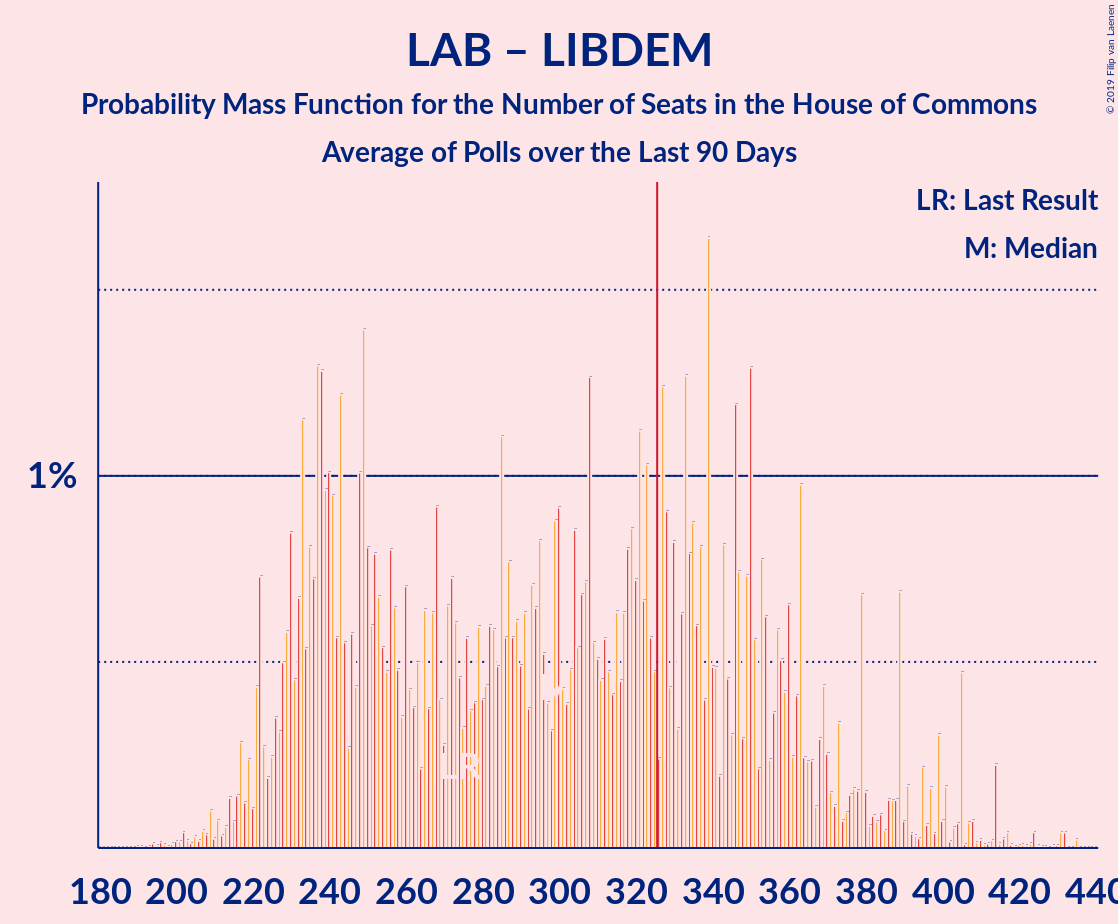 LAB – LIBDEM
Probability Mass Function for the Number of Seats in the House of Commons
Average of Polls over the Last 90 Days
© 2019 Filip van Laenen
LR: Last Result
M: Median
1%
LR
180 200 220 240 260 280 300 320 340 360 380 400 420 440